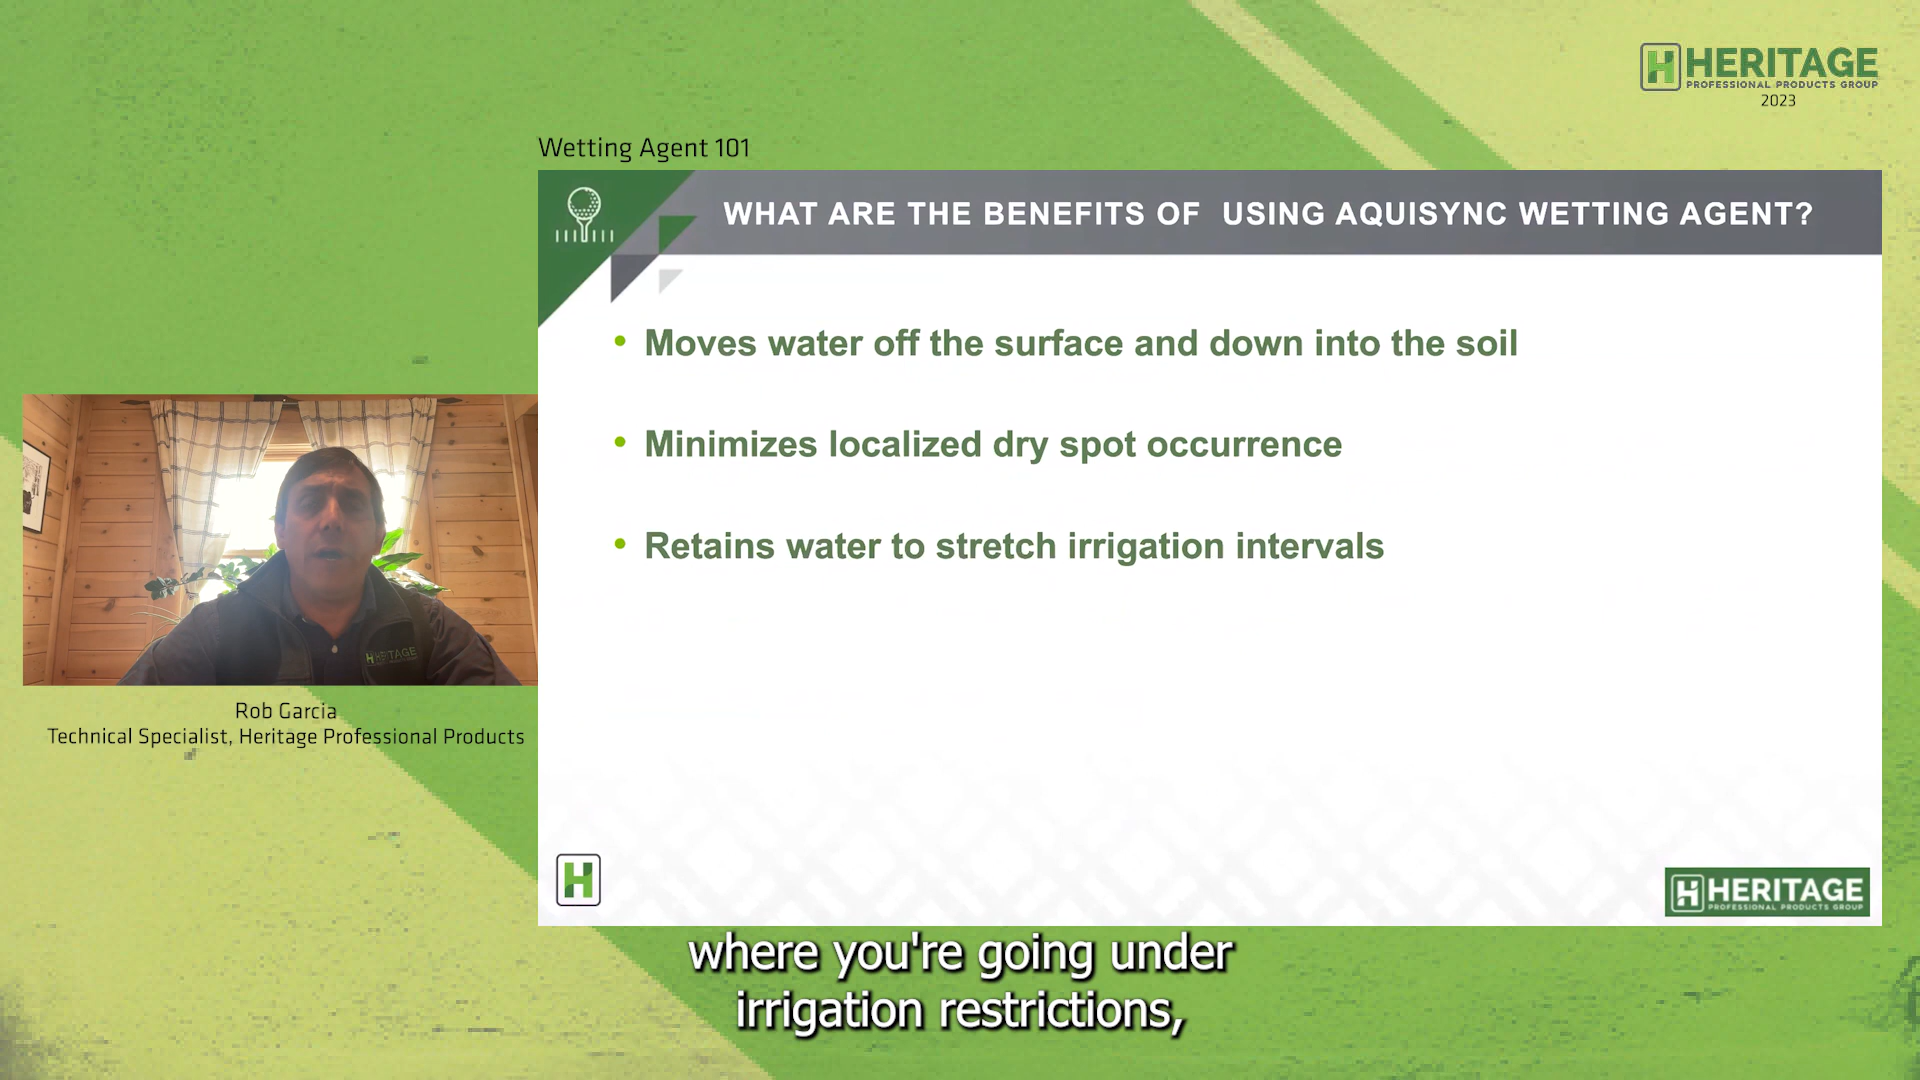 HERITAGE
PROFESSIONAL PRODUCTS GROUP
2023
Wetting Agent 101
WHAT ARE THE BENEFITS OF USING AQUISYNC WETTING AGENT?
• Moves water off the surface and down into the soil
• Minimizes localized dry spot occurrence
• Retains water to stretch irrigation intervals
HERITAGE
Rob Garcia
Technical Specialist, Heritage Professional Products
H
HERITAGE
PROFESSIONAL PRODUCTS GROUP
where you're going under
irrigation restrictions,